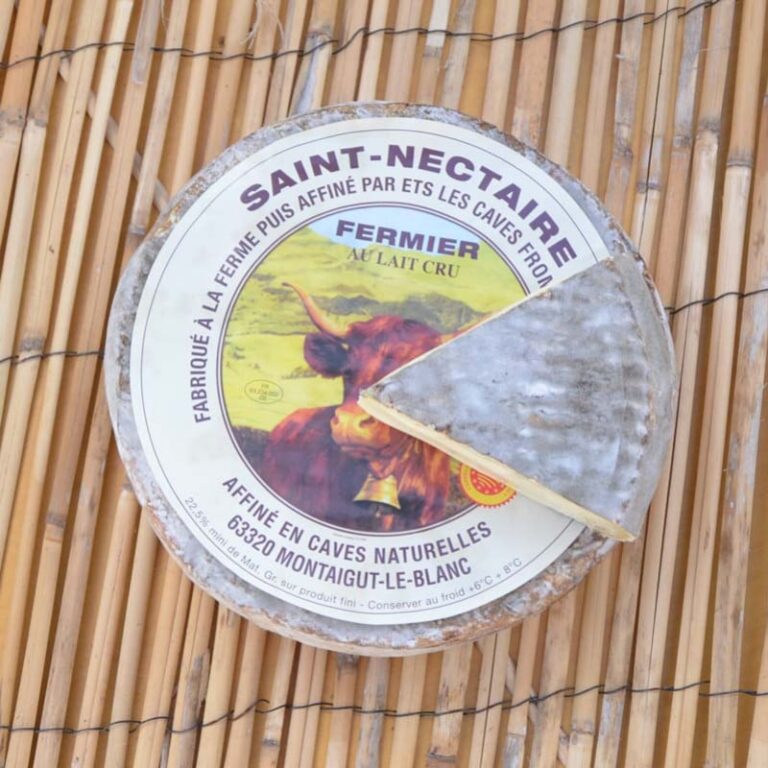 SAINT-NECTAIRE
FABRIQUÉ À LA FERME PUIS AFFINÉ PAR ETS LES CAVES FROM
FERMIER
AU LAIT CRU
AFFINÉ EN CAVES NATURELLES
63320 MONTAIGUT-LE-BLANC
22,5% mini de Mat. Gr. sur produit fini - Conserver au froid +6°C + 8°C